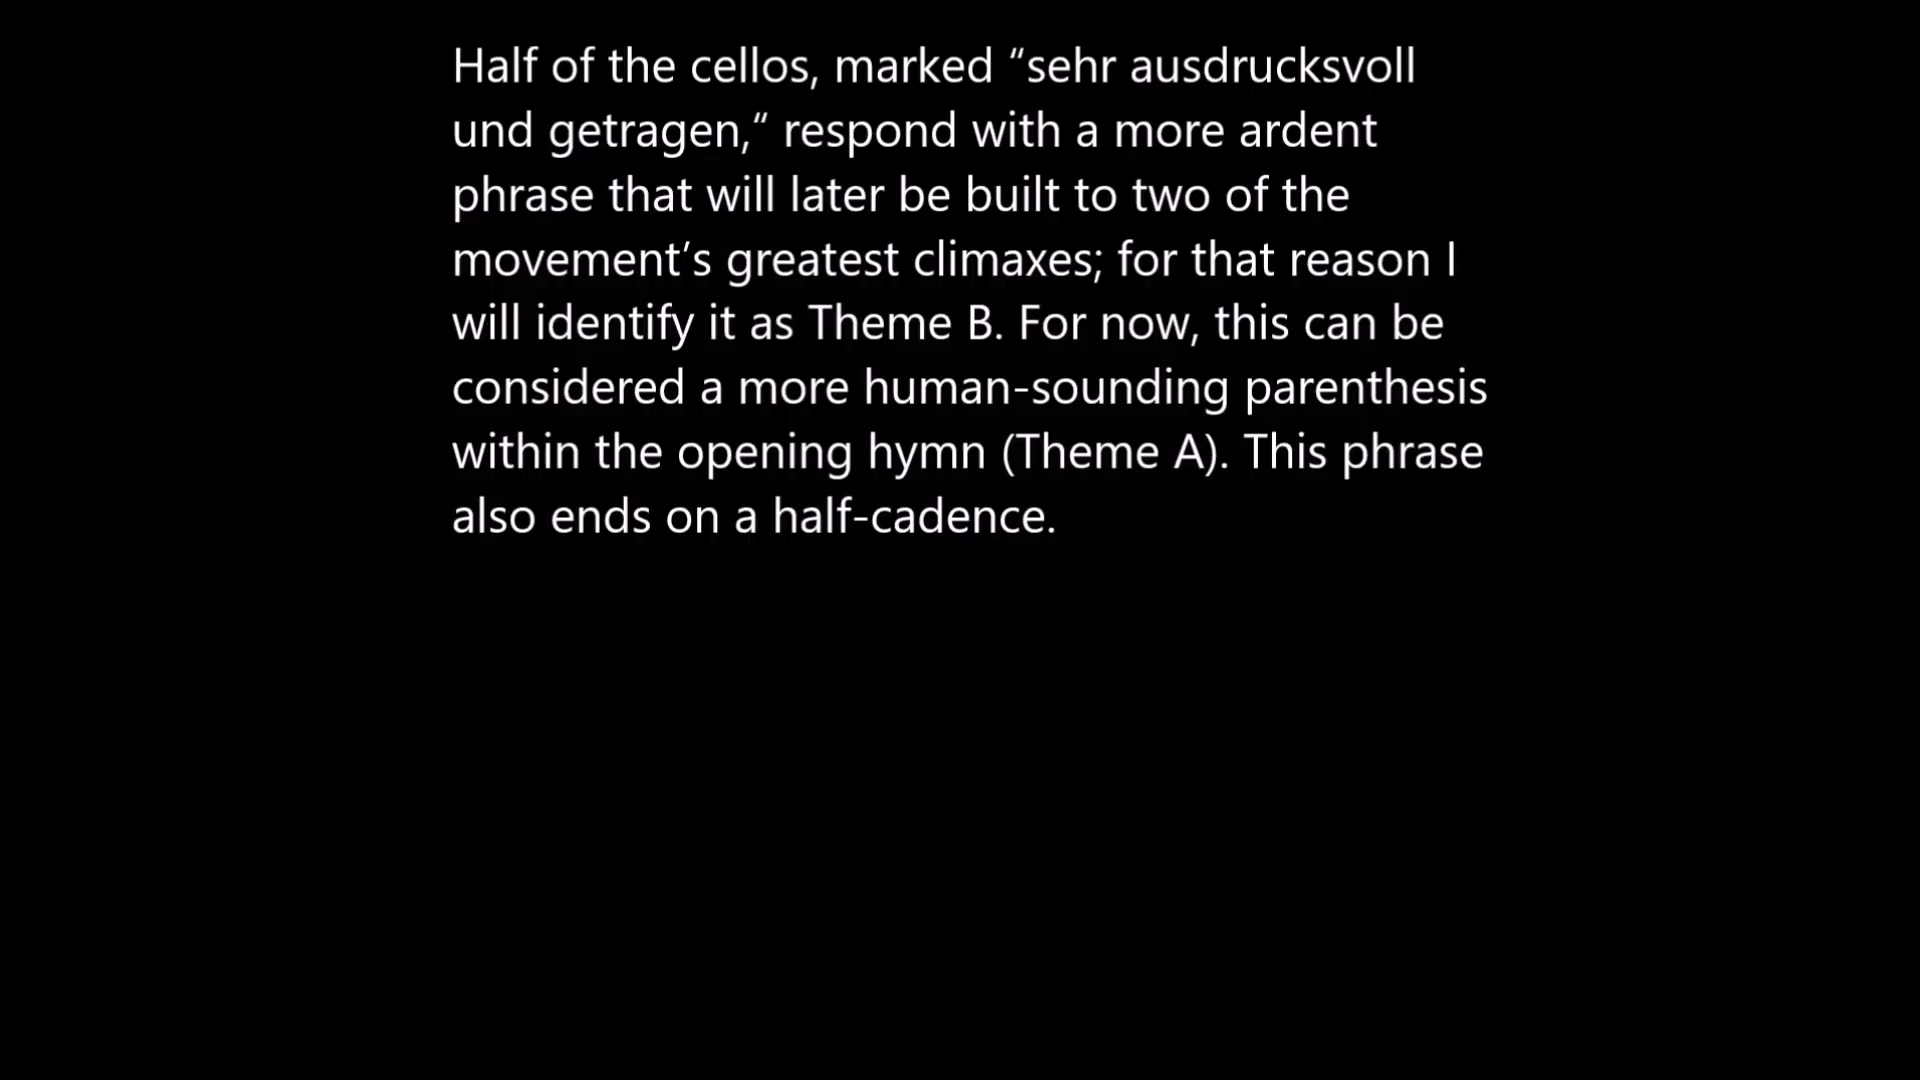 Half of the cellos, marked “sehr ausdrucksvoll
und getragen,“ respond with a more ardent
phrase that will later be built to two of the
movement’s greatest climaxes; for that reason I
will identify it as Theme B. For now, this can be
considered a more human-sounding parenthesis
within the opening hymn (Theme A). This phrase
also ends on a half-cadence.